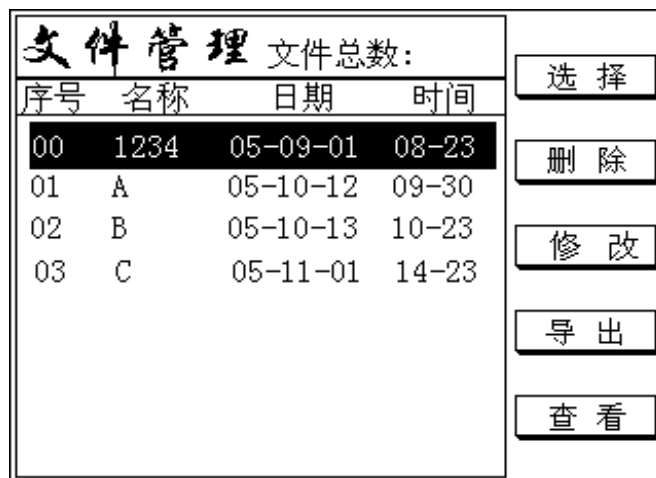 文件管理 文件总数:
序号 名称 日期 时间
00 1234 05-09-01 08-23
01 A 05-10-12 09-30
02 B 05-10-13 10-23
03 C 05-11-01 14-23
选择
删除
修改
导出
查看